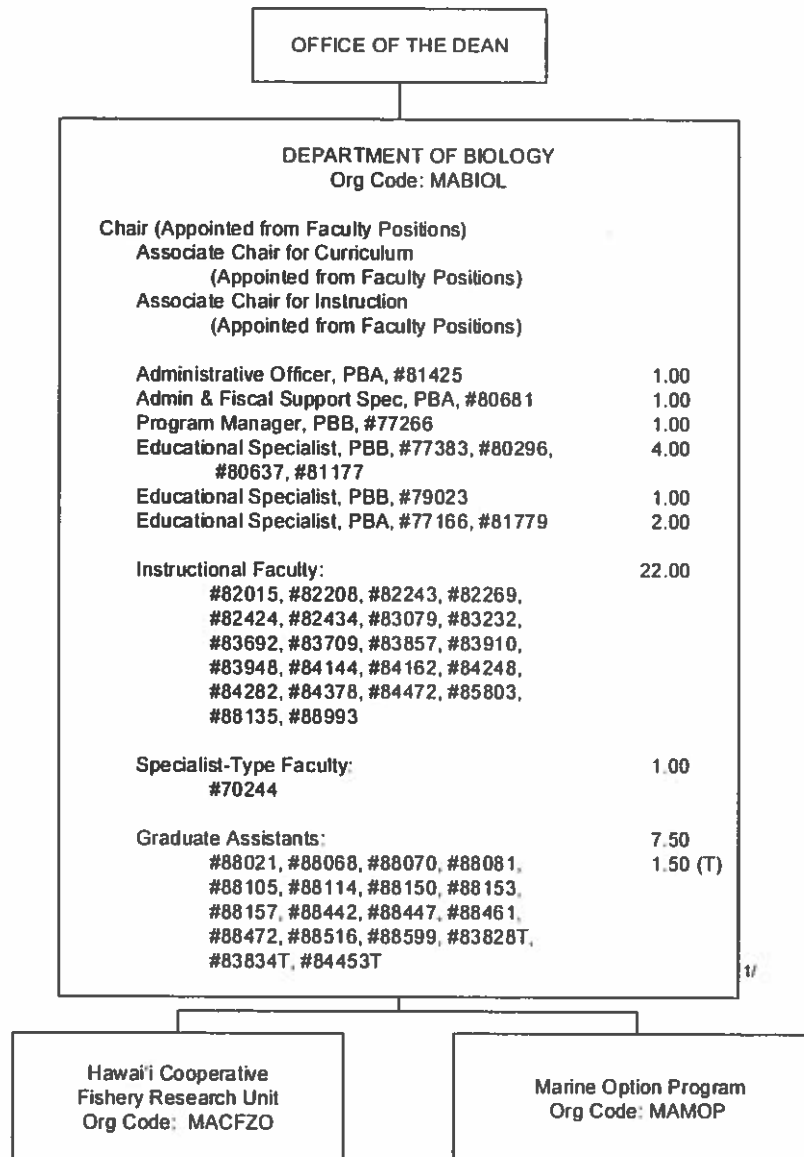 OFFICE OF THE DEAN
DEPARTMENT OF BIOLOGY
Org Code: MABIOL
Chair (Appointed from Faculty Positions)
Associate Chair for Curriculum
(Appointed from Faculty Positions)
Associate Chair for Instruction
(Appointed from Faculty Positions)
Administrative Officer, PBA, #81425 1.00
Admin & Fiscal Support Spec, PBA, #80681 1.00
Program Manager, PBB, #77266 1.00
Educational Specialist, PBB, #77383, #80296, 4.00
#80637, #81177
Educational Specialist, PBB, #79023 1.00
Educational Specialist, PBA, #77166, #81779 2.00
Instructional Faculty: 22.00
#82015, #82208, #82243, #82269,
#82424, #82434, #83079, #83232,
#83692, #83709, #83857, #83910,
#83948, #84144, #84162, #84248,
#84282, #84378, #84472, #85803,
#88135, #88993
Specialist-Type Faculty: 1.00
#70244
Graduate Assistants: 7.50
#88021, #88068, #88070, #88081, 1.50 (T)
#88105, #88114, #88150, #88153,
#88157, #88442, #88447, #88461,
#88472, #88516, #88599, #83828T,
#83834T, #84453T
1/
Hawai'i Cooperative
Fishery Research Unit
Org Code: MACFZO
Marine Option Program
Org Code: MAMOP